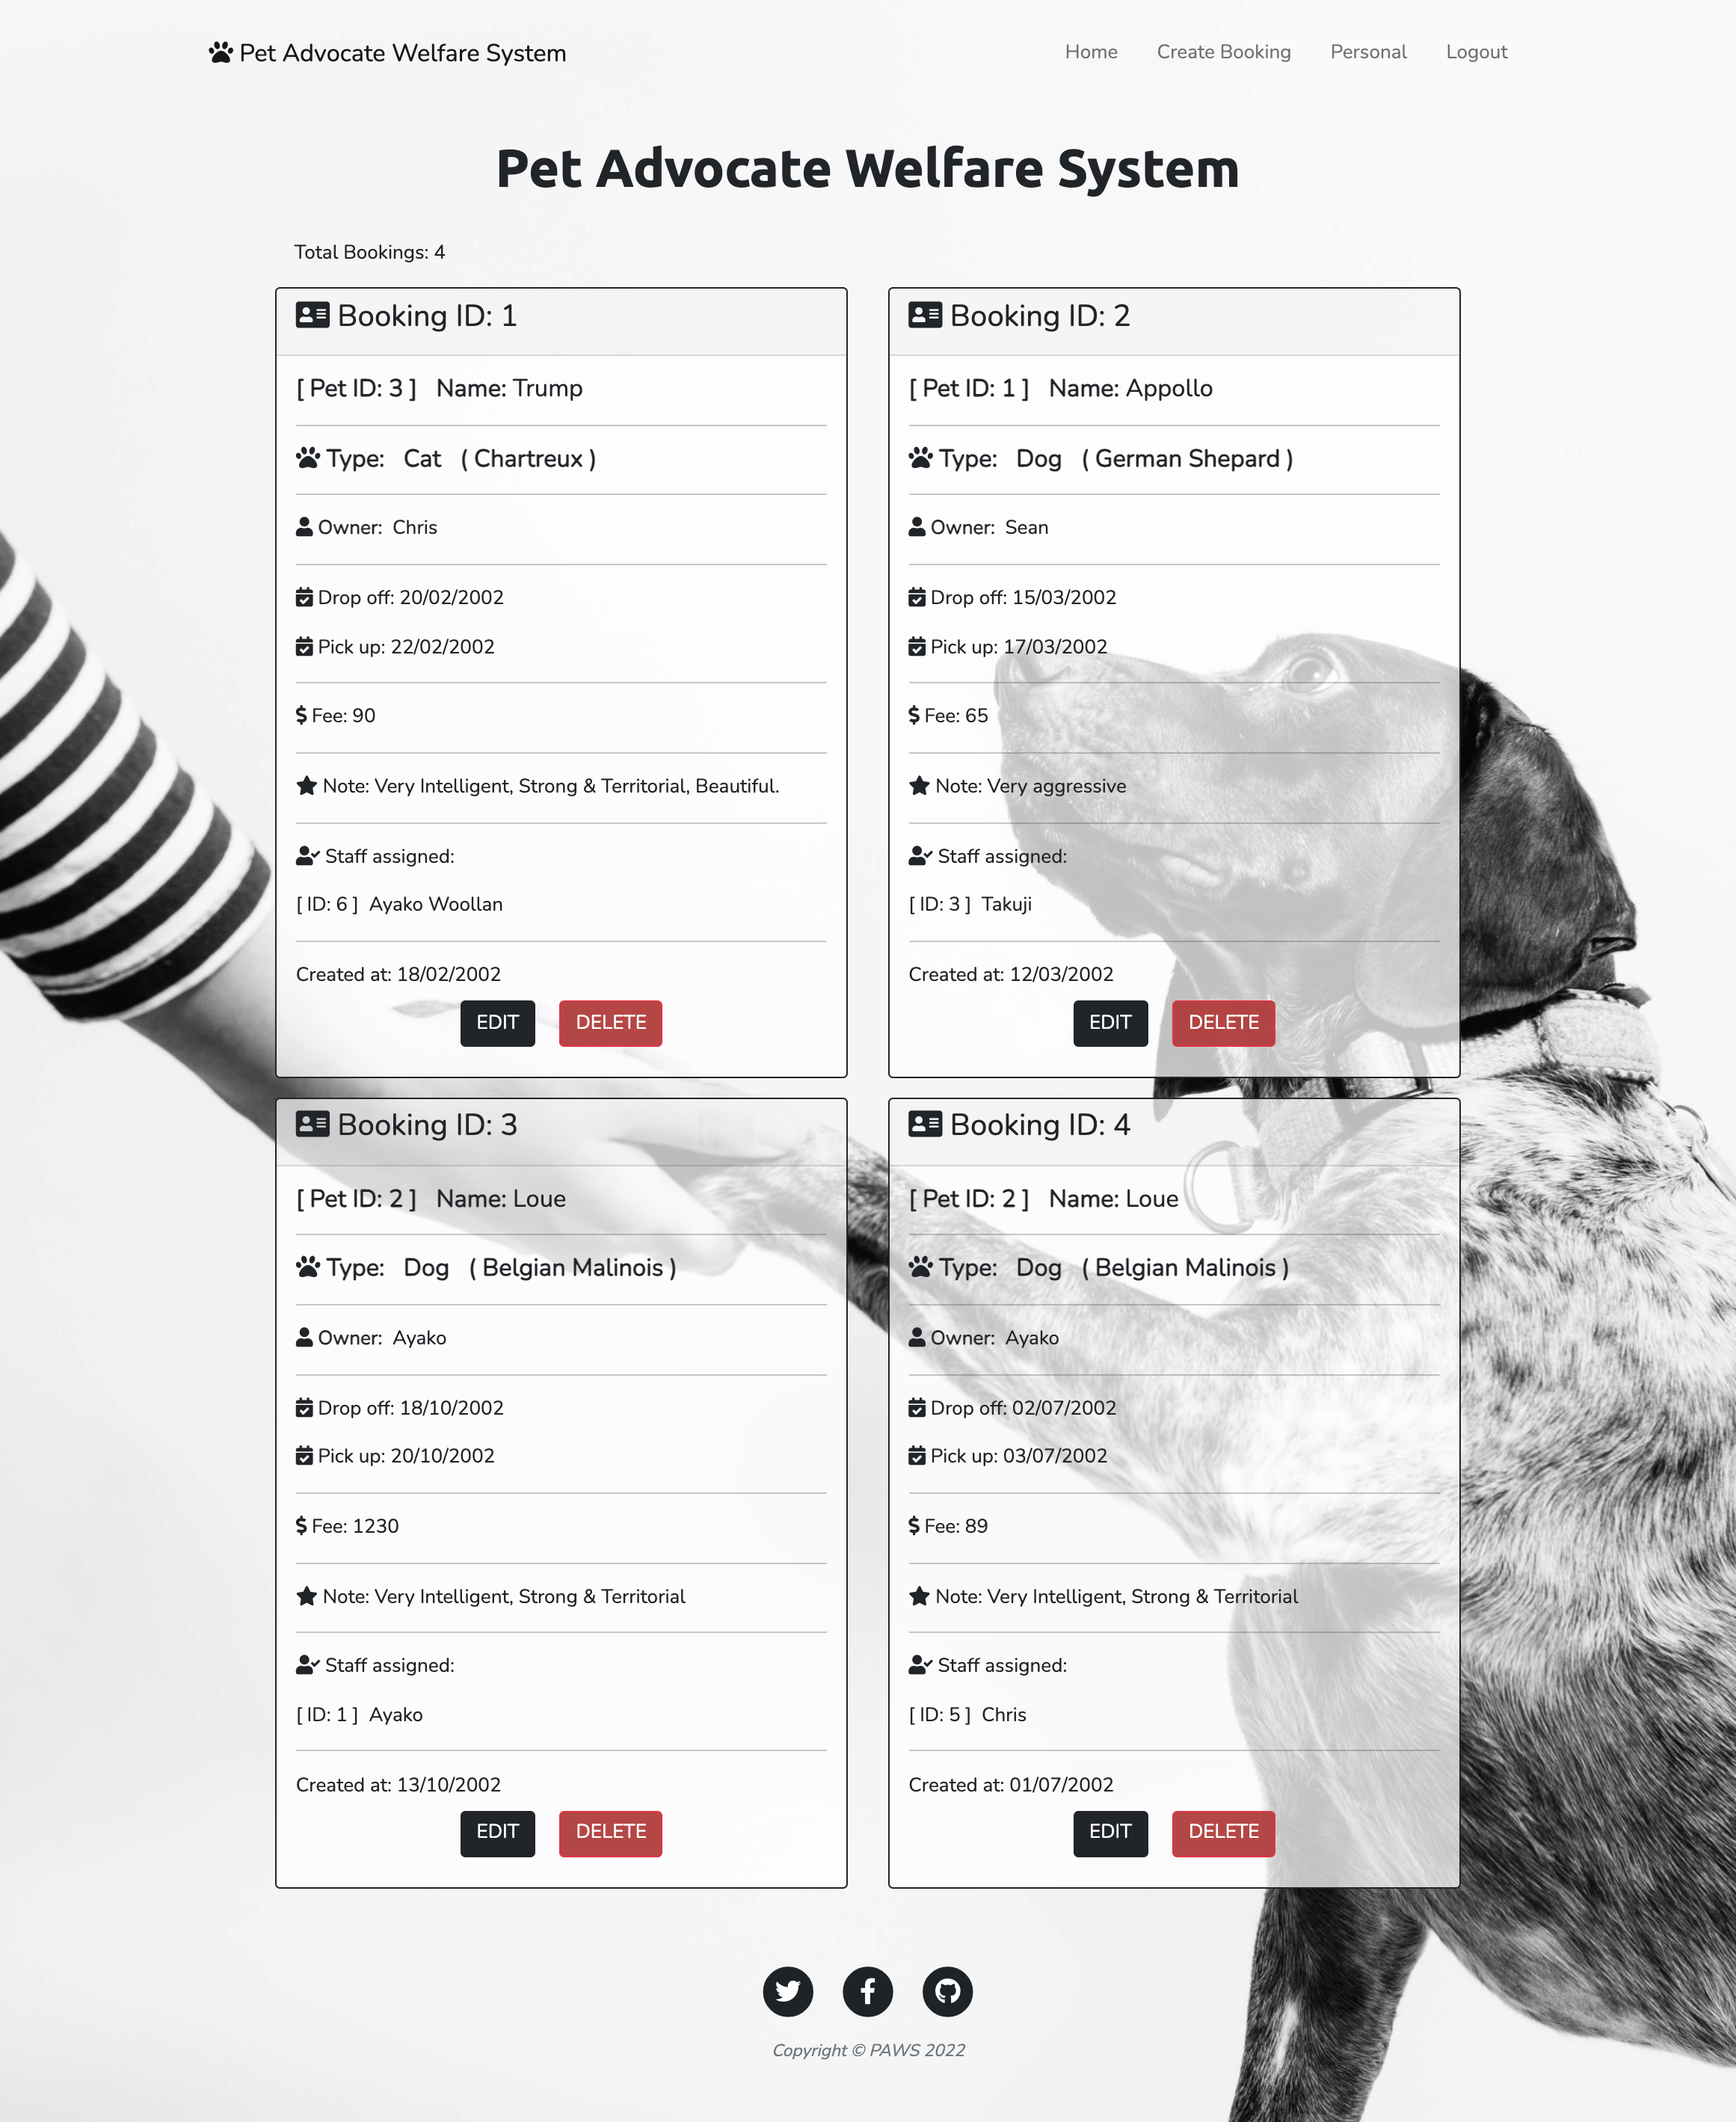 Pet Advocate Welfare System
Home Create Booking Personal Logout
Pet Advocate Welfare System
Total Bookings: 4
Booking ID: 1
[ Pet ID: 3 ] Name: Trump
Type: Cat ( Chartreux )
Owner: Chris
Drop off: 20/02/2002
Pick up: 22/02/2002
Fee: 90
Note: Very Intelligent, Strong & Territorial, Beautiful.
Staff assigned:
[ ID: 6 ] Ayako Woollan
Created at: 18/02/2002
EDIT DELETE
Booking ID: 2
[ Pet ID: 1 ] Name: Appollo
Type: Dog ( German Shepard )
Owner: Sean
Drop off: 15/03/2002
Pick up: 17/03/2002
Fee: 65
Note: Very aggressive
Staff assigned:
[ ID: 3 ] Takuji
Created at: 12/03/2002
EDIT DELETE
Booking ID: 3
[ Pet ID: 2 ] Name: Loue
Type: Dog ( Belgian Malinois )
Owner: Ayako
Drop off: 18/10/2002
Pick up: 20/10/2002
Fee: 1230
Note: Very Intelligent, Strong & Territorial
Staff assigned:
[ ID: 1 ] Ayako
Created at: 13/10/2002
EDIT DELETE
Booking ID: 4
[ Pet ID: 2 ] Name: Loue
Type: Dog ( Belgian Malinois )
Owner: Ayako
Drop off: 02/07/2002
Pick up: 03/07/2002
Fee: 89
Note: Very Intelligent, Strong & Territorial
Staff assigned:
[ ID: 5 ] Chris
Created at: 01/07/2002
EDIT DELETE
Copyright © PAWS 2022